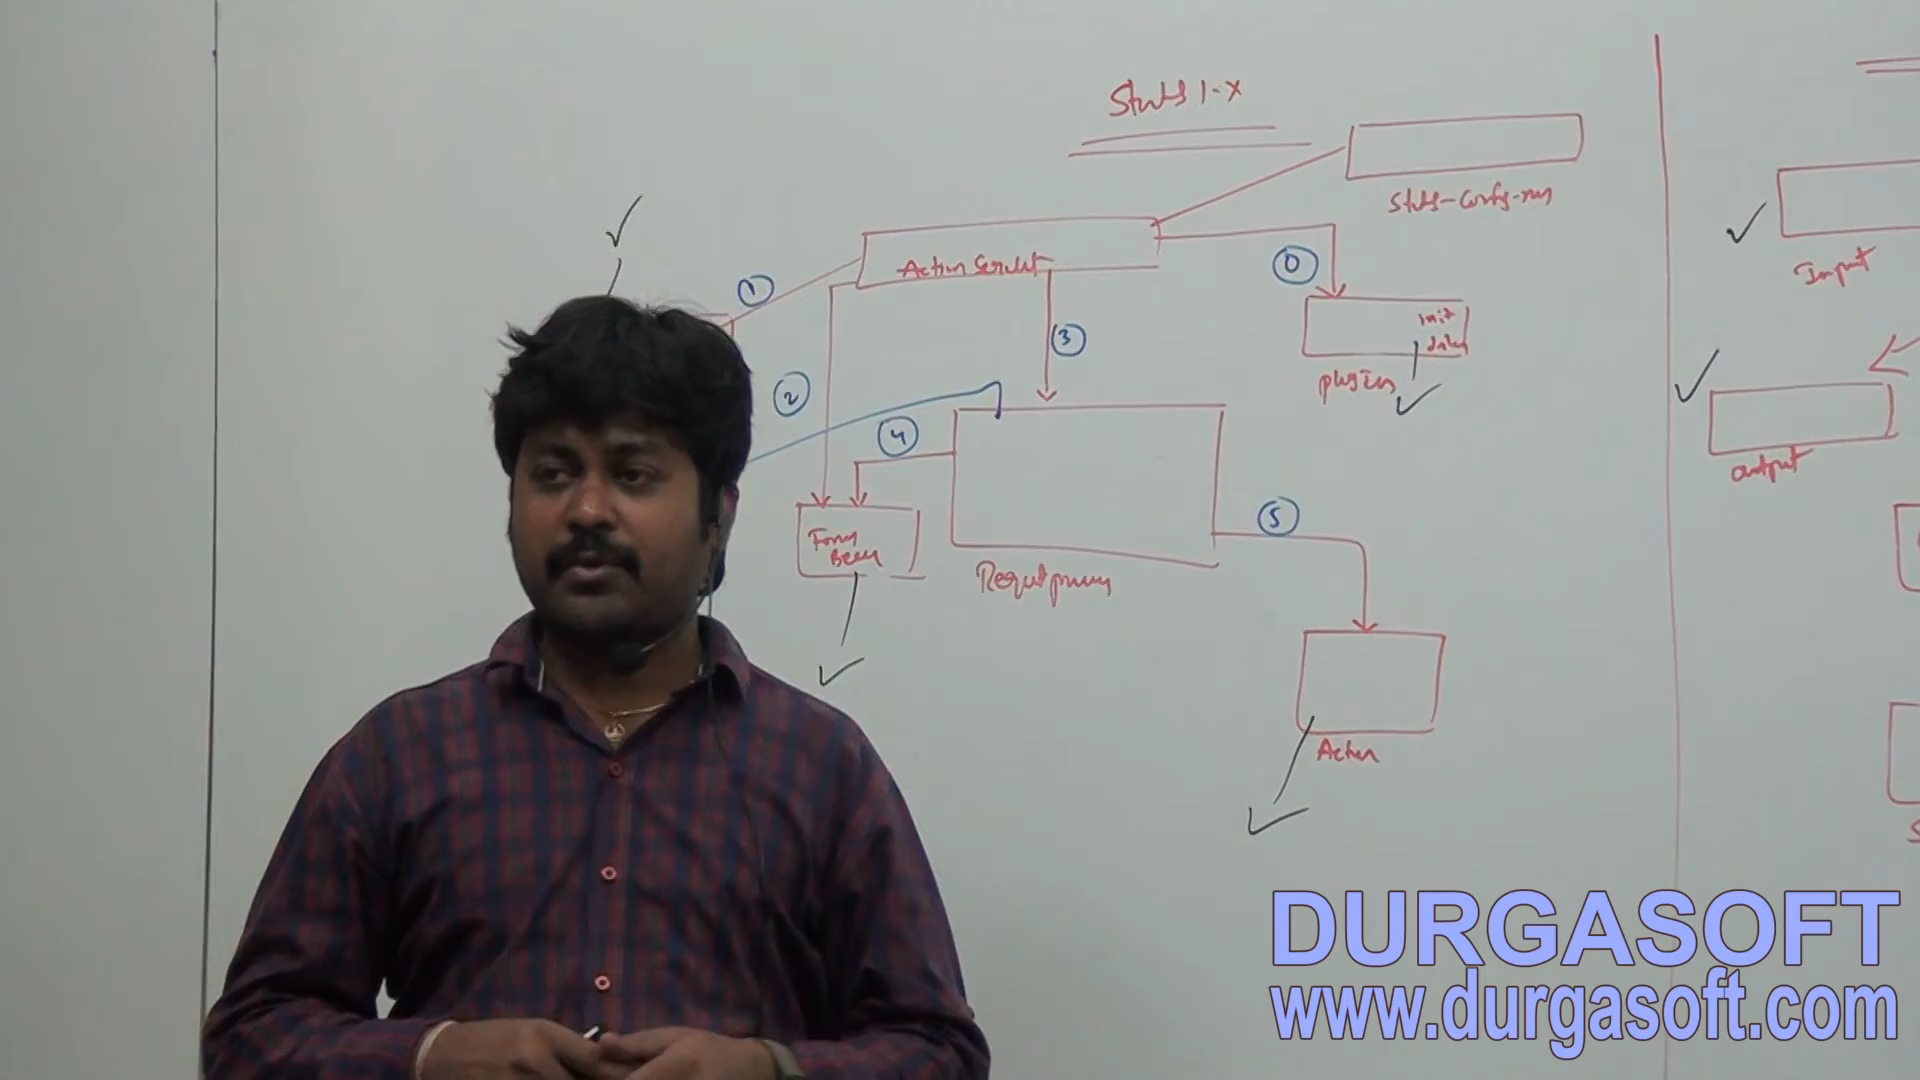 Struts 1.x
struts-config.xml
Action Servlet
1
0
init
3
plugins
2
4
Form
Bean
5
Action
Input
output
DURGASOFT
www.durgasoft.com